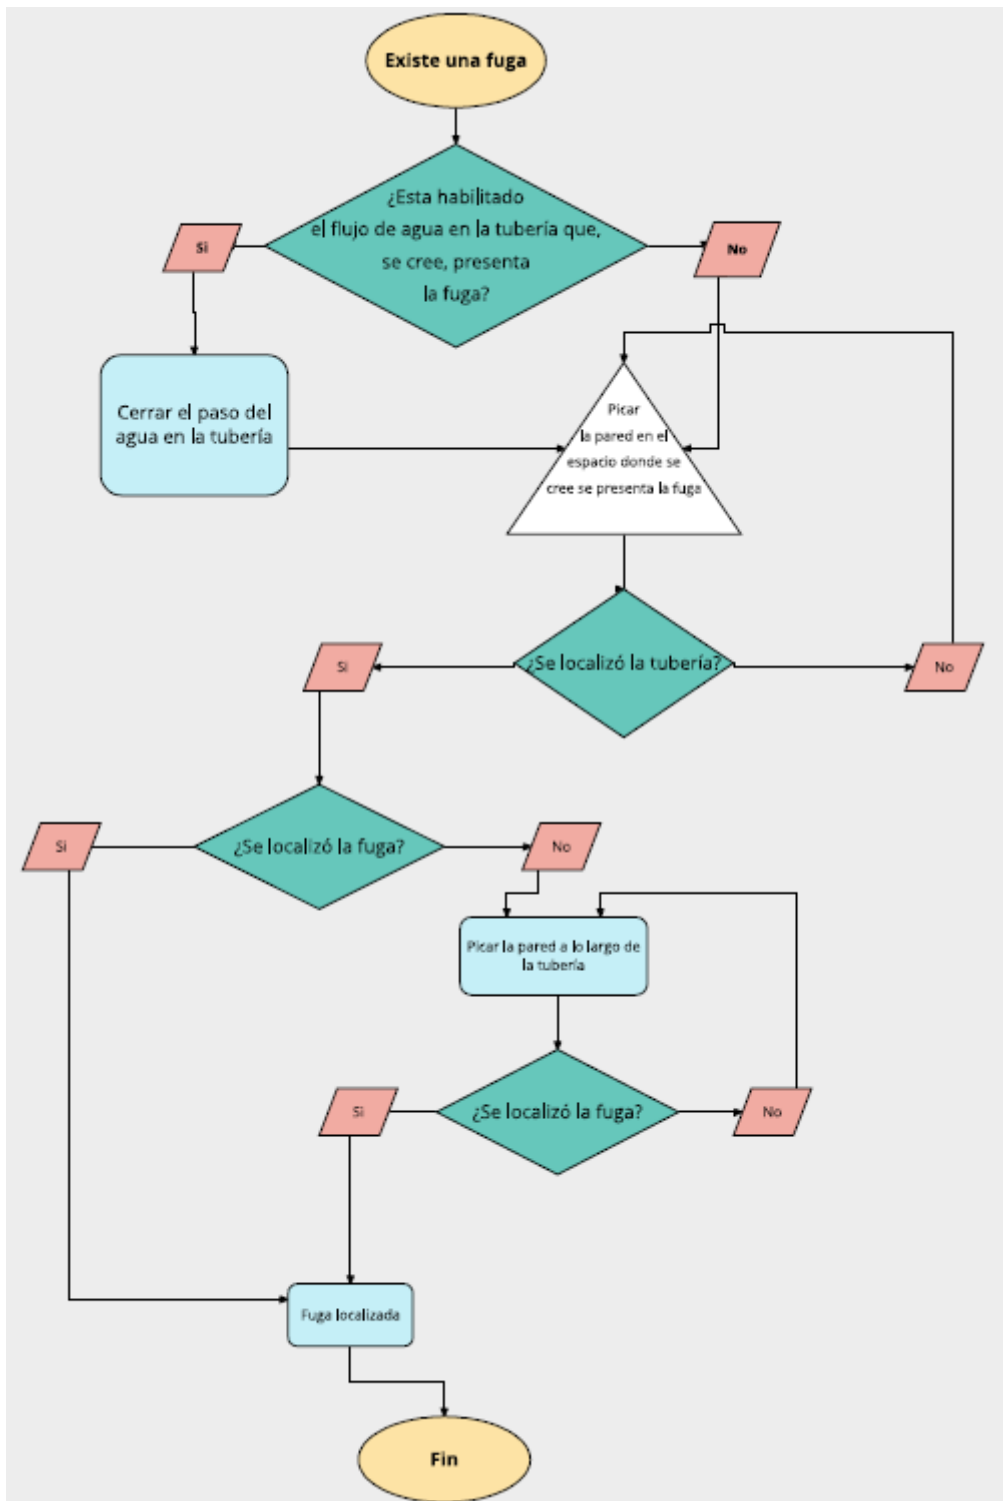 Existe una fuga
¿Esta habilitado
el flujo de agua en la tubería que,
se cree, presenta
la fuga?
Si
No
Cerrar el paso del
agua en la tubería
Picar
la pared en el
espacio donde se
cree se presenta la fuga
¿Se localizó la tubería?
Si
No
¿Se localizó la fuga?
Si
No
Picar la pared a lo largo de
la tubería
¿Se localizó la fuga?
Si
No
Fuga localizada
Fin